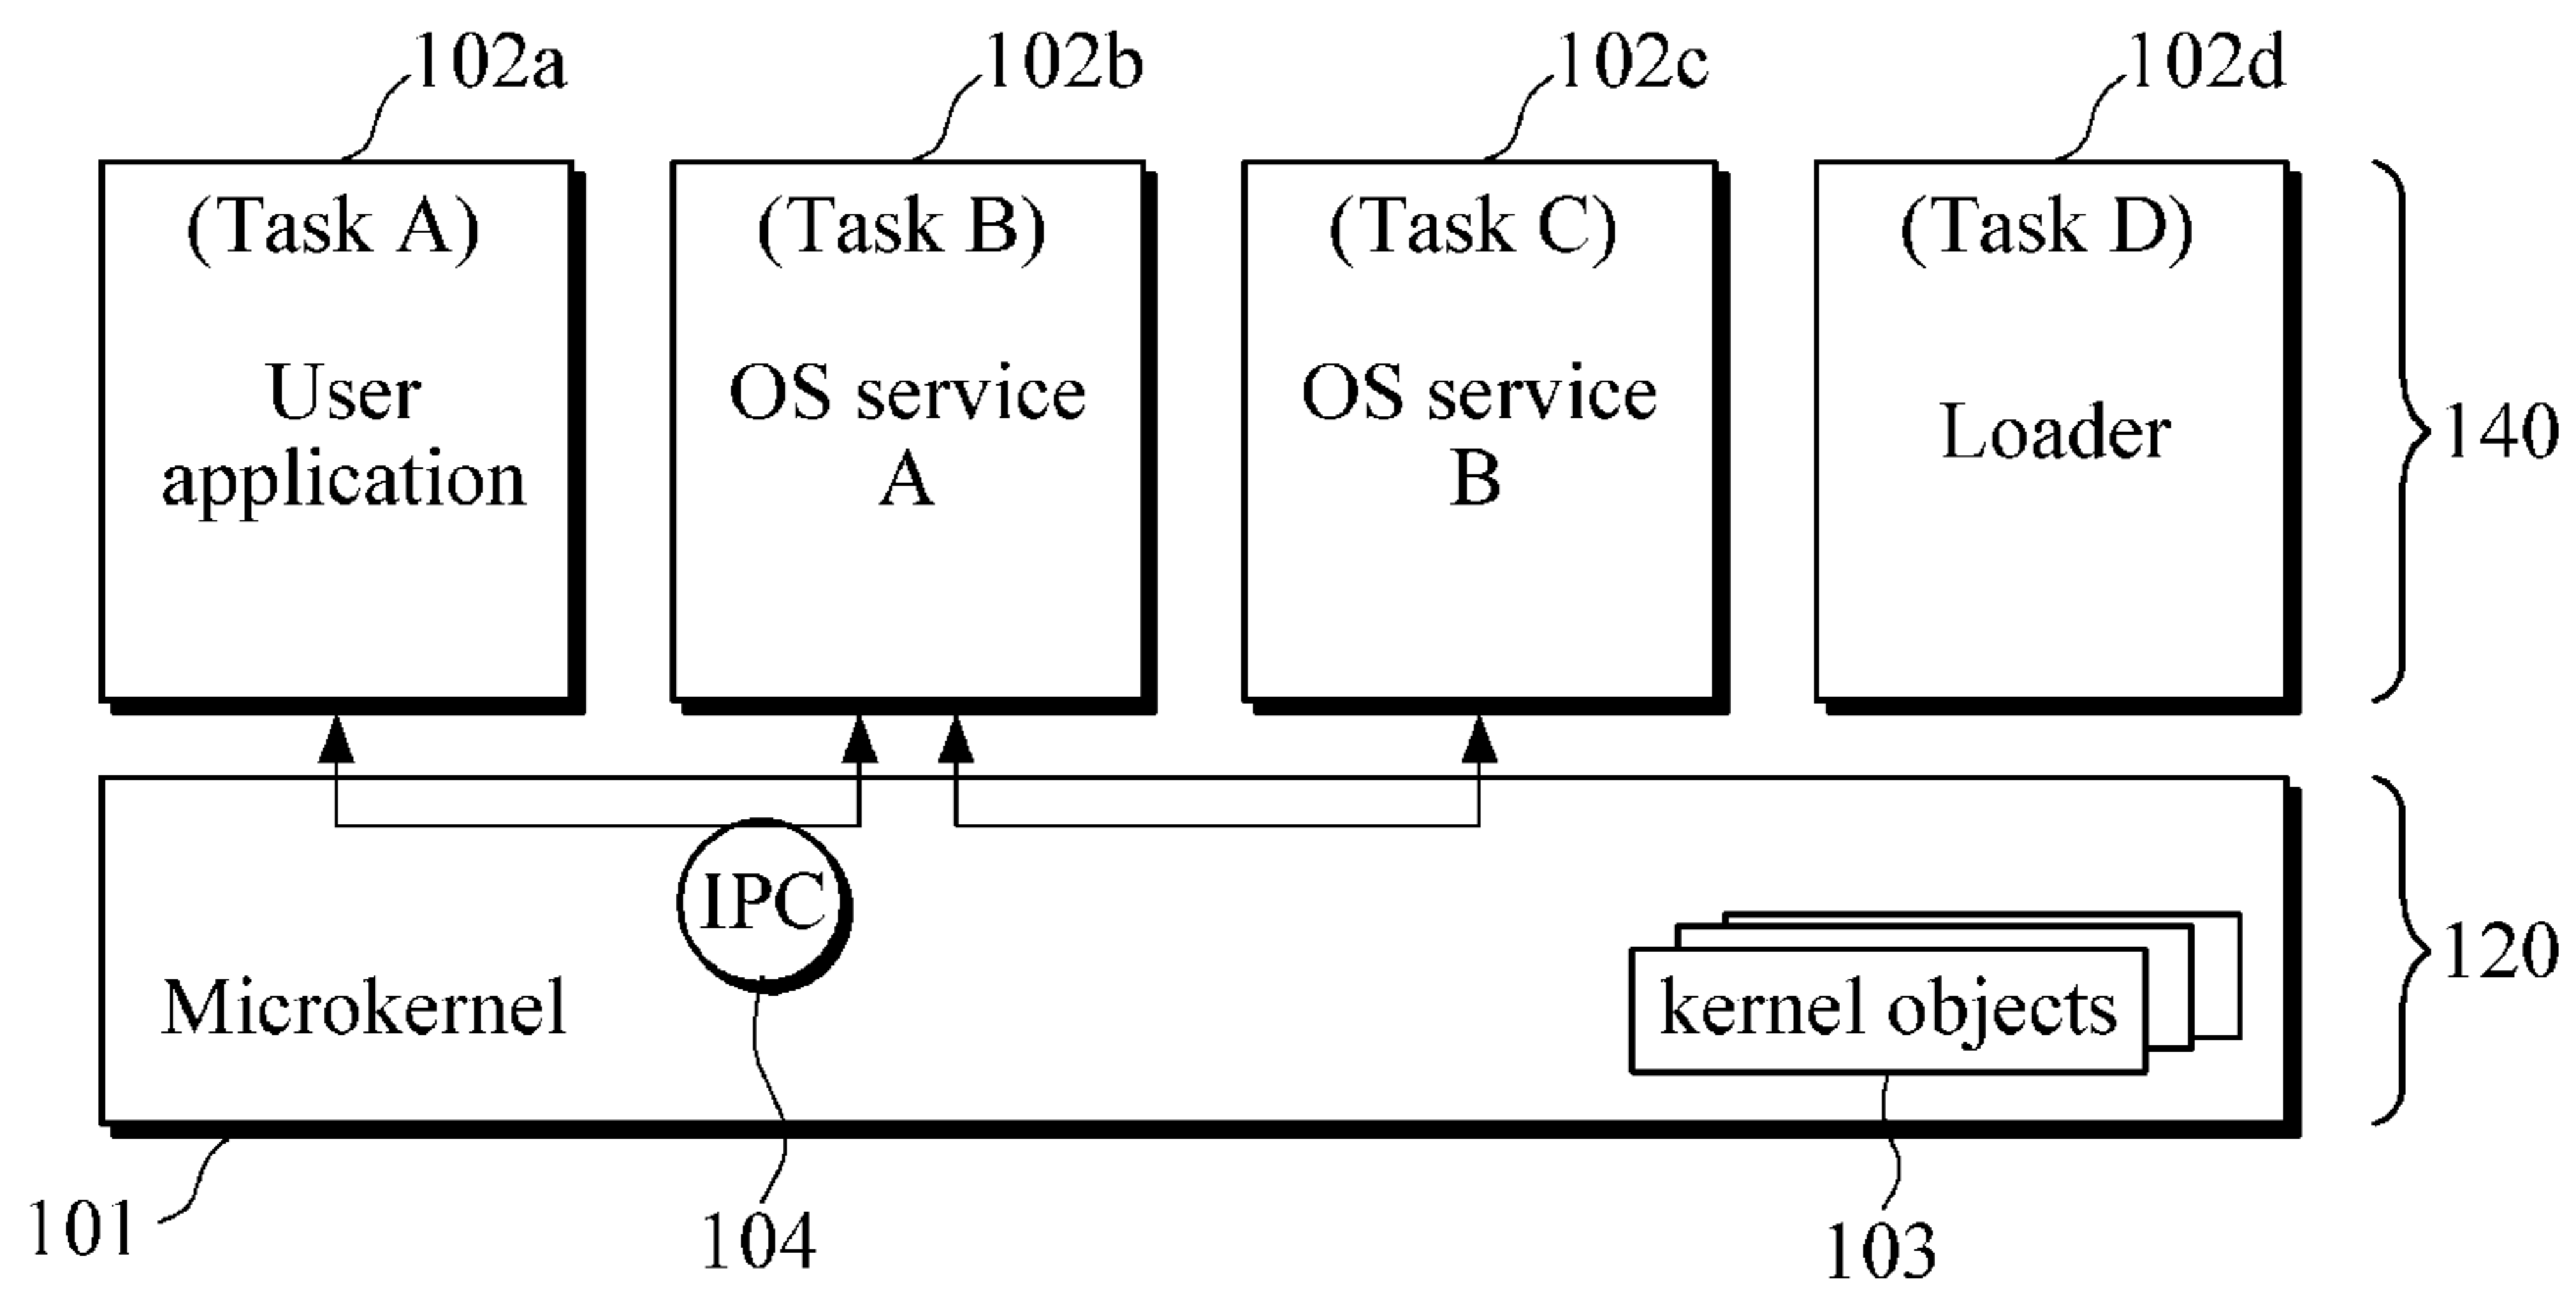 102a
102b
102c
102d
(Task A)
(Task B)
(Task C)
(Task D)
User
application
OS service
A
OS service
B
Loader
140
IPC
Microkernel
kernel objects
120
101
104
103